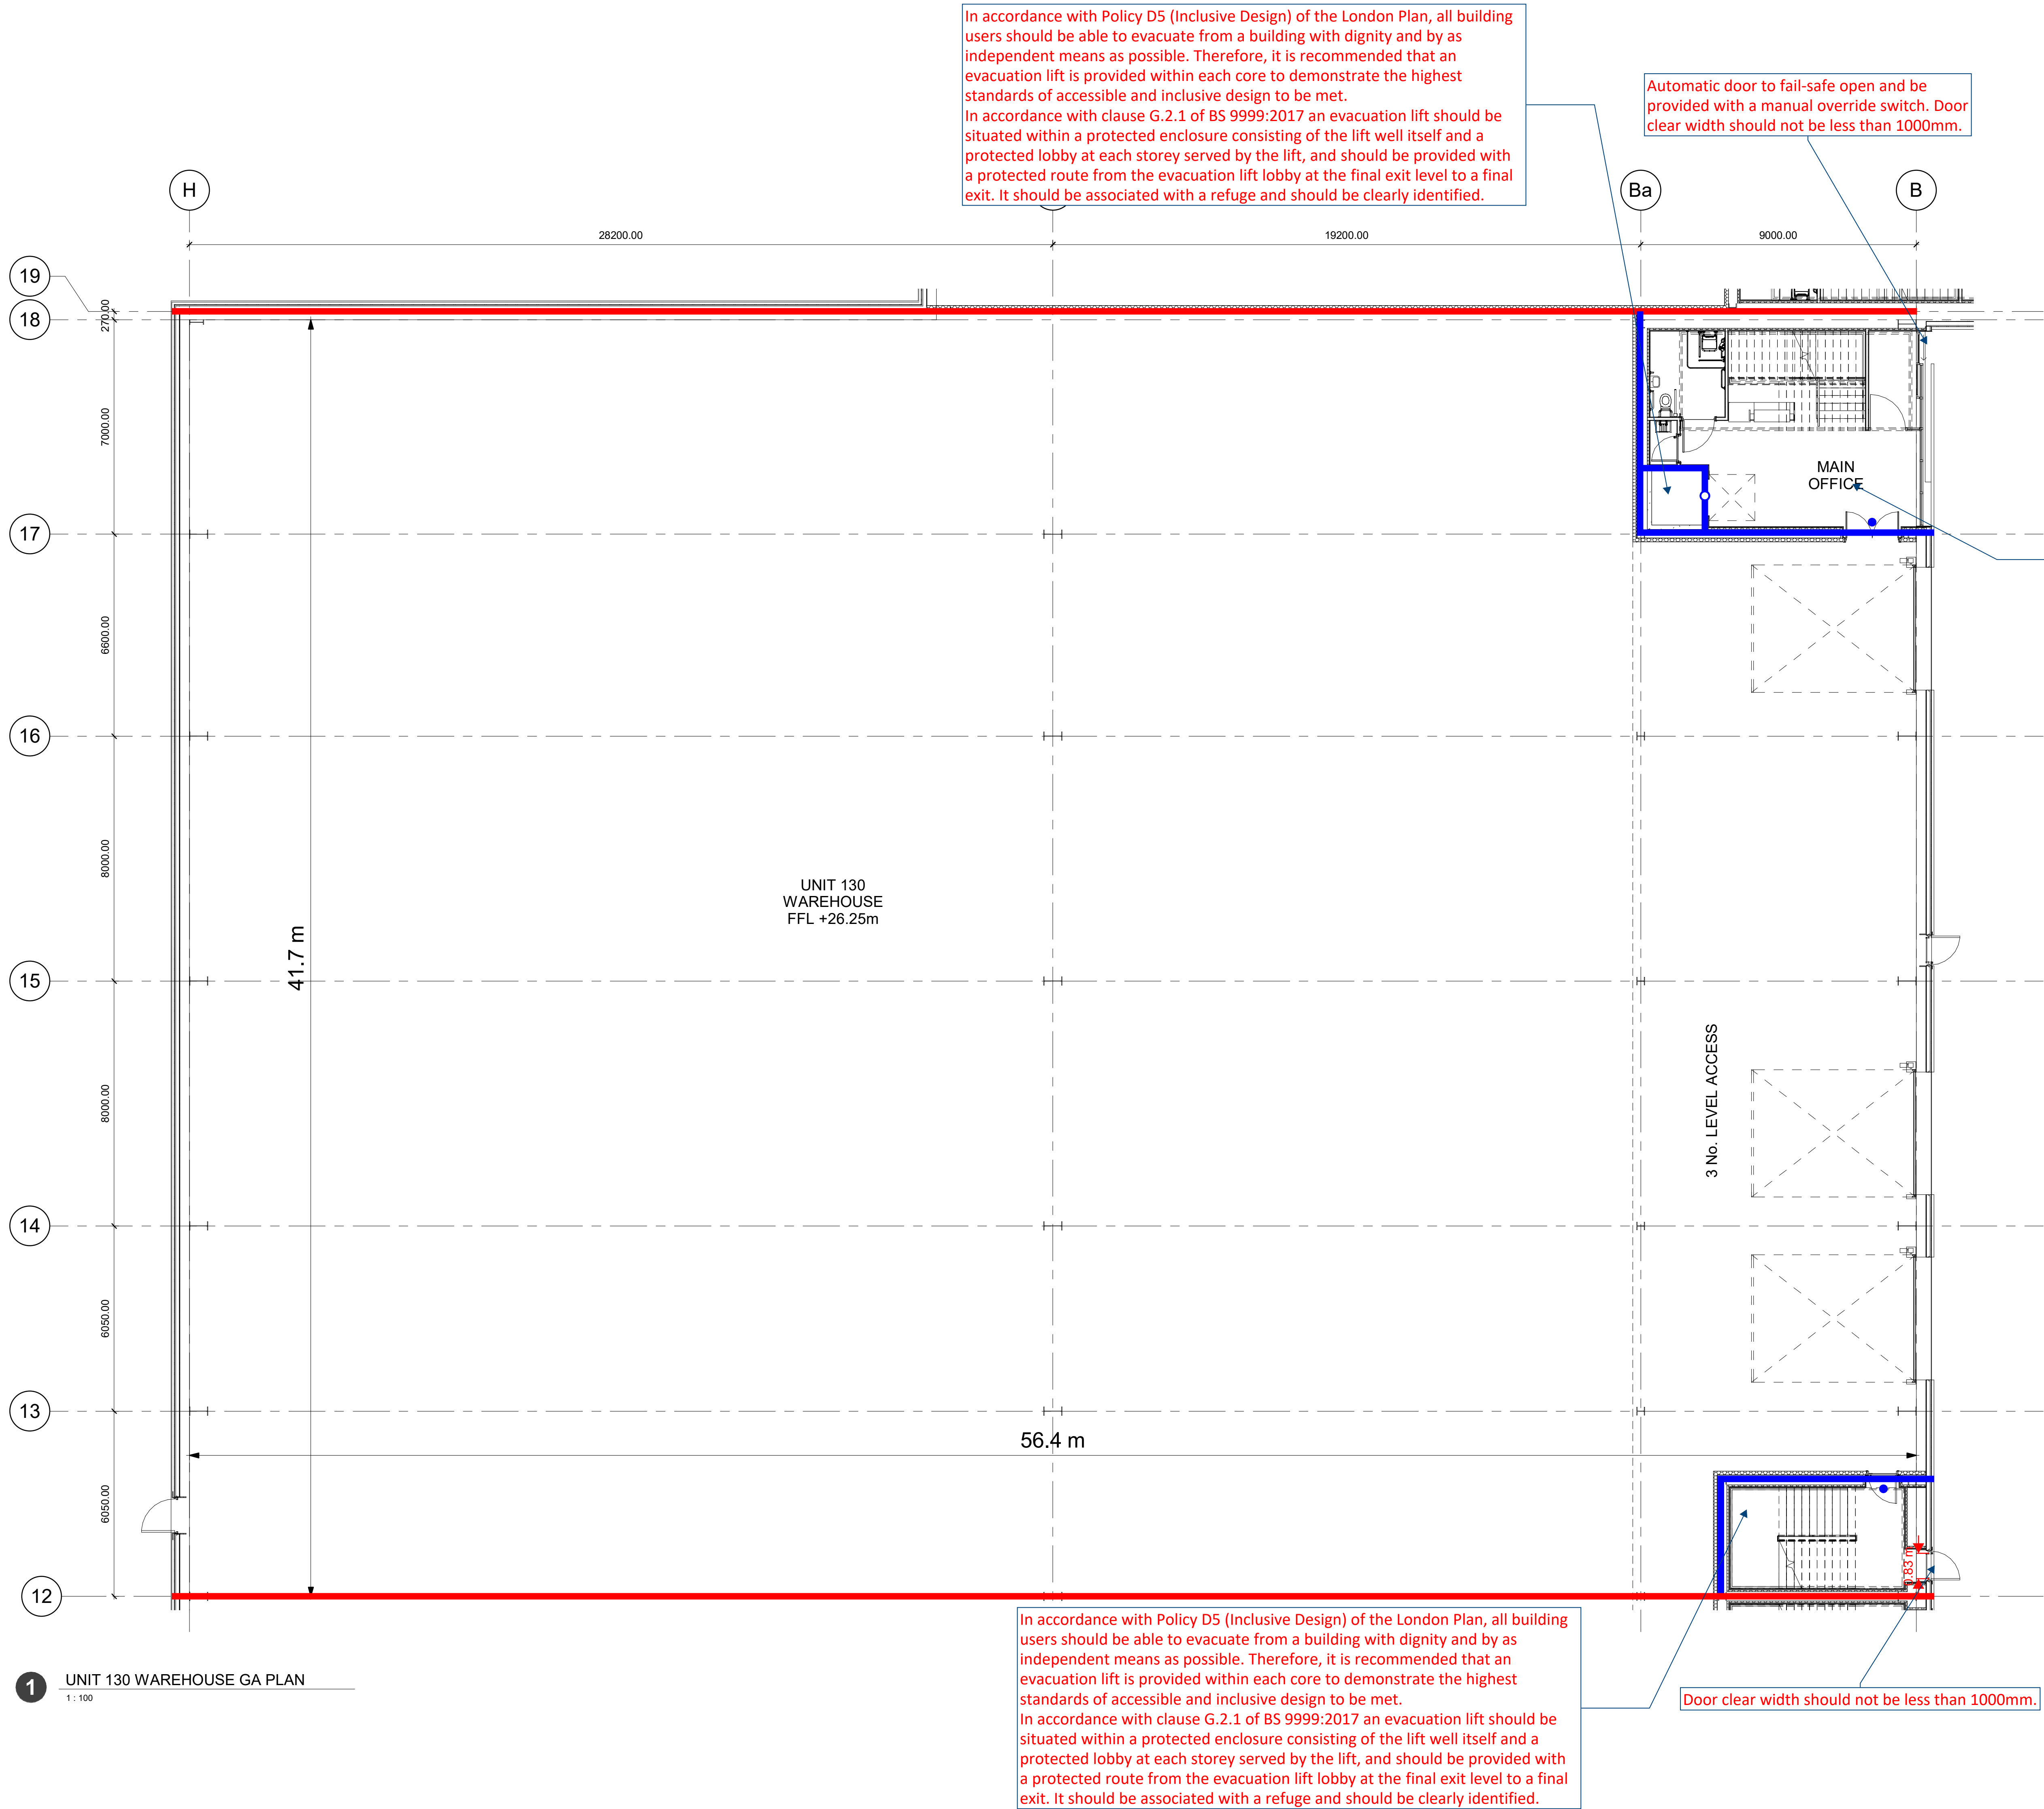 In accordance with Policy D5 (Inclusive Design) of the London Plan, all building
users should be able to evacuate from a building with dignity and by as
independent means as possible. Therefore, it is recommended that an
evacuation lift is provided within each core to demonstrate the highest
standards of accessible and inclusive design to be met.
In accordance with clause G.2.1 of BS 9999:2017 an evacuation lift should be
situated within a protected enclosure consisting of the lift well itself and a
protected lobby at each storey served by the lift, and should be provided with
a protected route from the evacuation lift lobby at the final exit level to a final
exit. It should be associated with a refuge and should be clearly identified.
Automatic door to fail-safe open and be
provided with a manual override switch. Door
clear width should not be less than 1000mm.
H
Ba
B
28200.00
19200.00
9000.00
19
18
270.00
7000.00
MAIN
OFFICE
17
6600.00
16
8000.00
UNIT 130
WAREHOUSE
FFL +26.25m
41.7 m
15
8000.00
3 No. LEVEL ACCESS
14
6050.00
13
56.4 m
6050.00
0.83 m
12
In accordance with Policy D5 (Inclusive Design) of the London Plan, all building
users should be able to evacuate from a building with dignity and by as
independent means as possible. Therefore, it is recommended that an
evacuation lift is provided within each core to demonstrate the highest
standards of accessible and inclusive design to be met.
In accordance with clause G.2.1 of BS 9999:2017 an evacuation lift should be
situated within a protected enclosure consisting of the lift well itself and a
protected lobby at each storey served by the lift, and should be provided with
a protected route from the evacuation lift lobby at the final exit level to a final
exit. It should be associated with a refuge and should be clearly identified.
Door clear width should not be less than 1000mm.
1
UNIT 130 WAREHOUSE GA PLAN
1 : 100